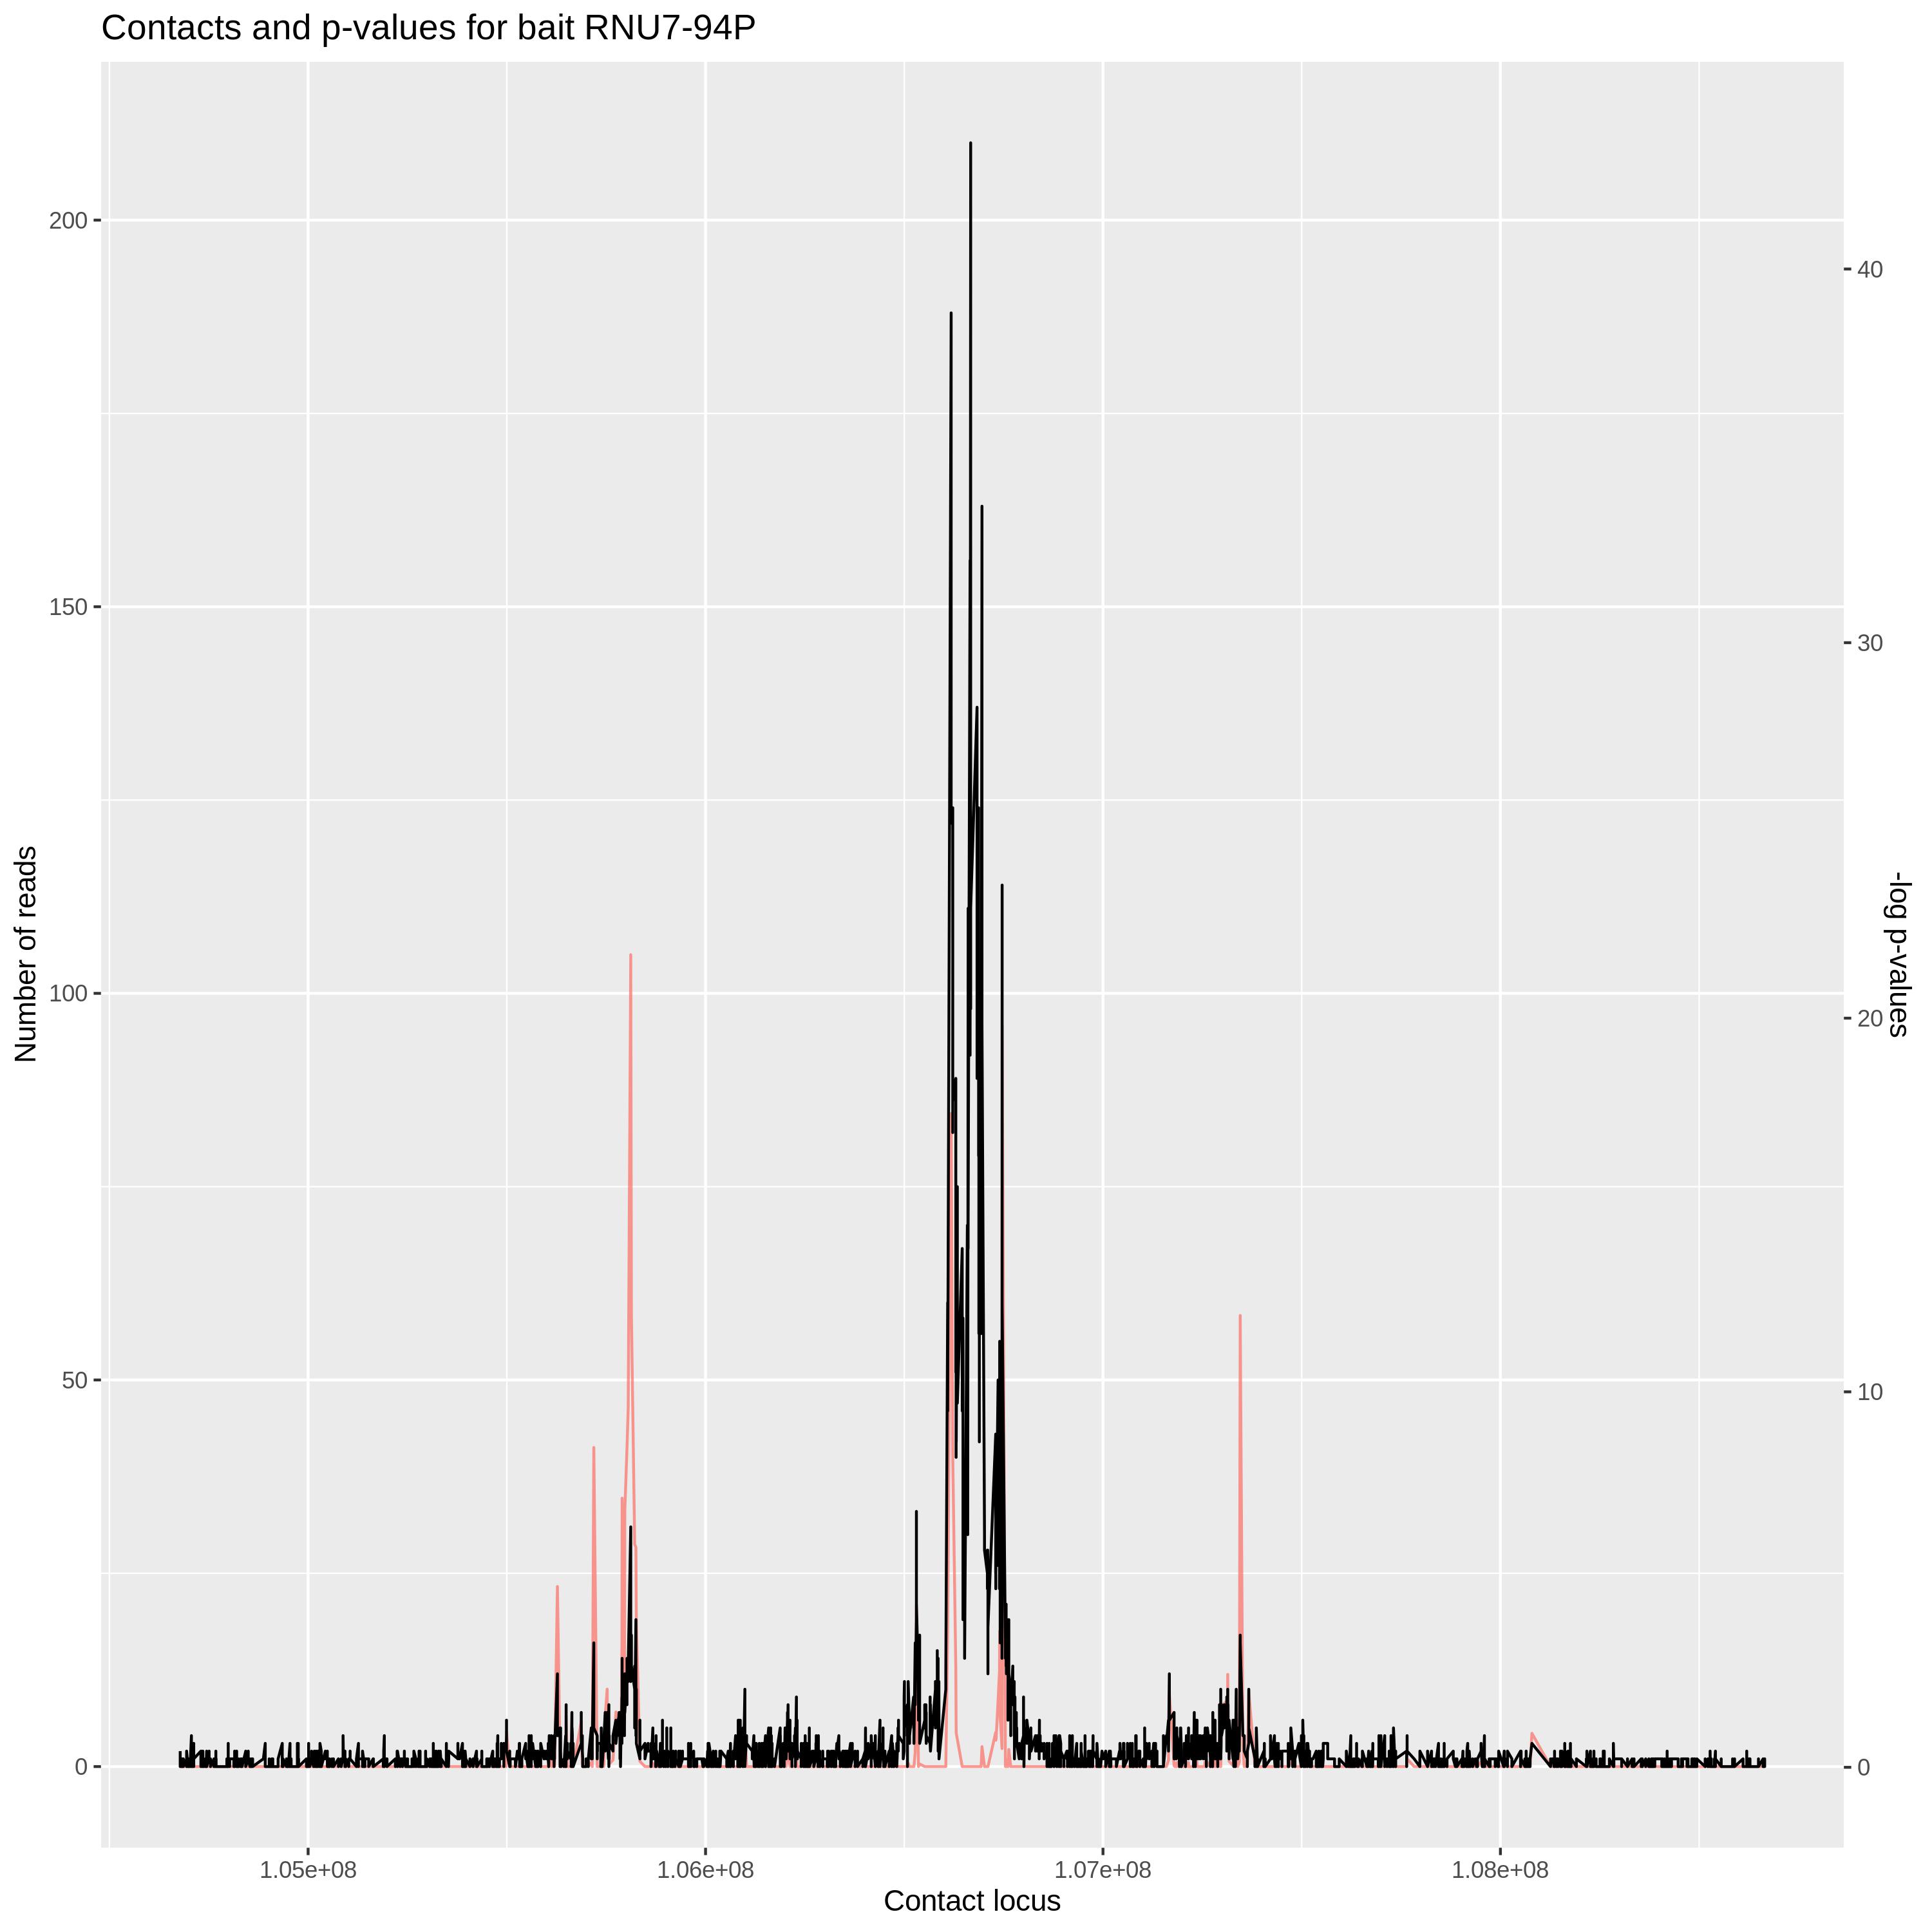 Contacts and p-values for bait RNU7-94P
200
150
100
50
0
Number of reads
40
30
20
10
0
-log p-values
1.05e+08
1.06e+08
1.07e+08
1.08e+08
Contact locus